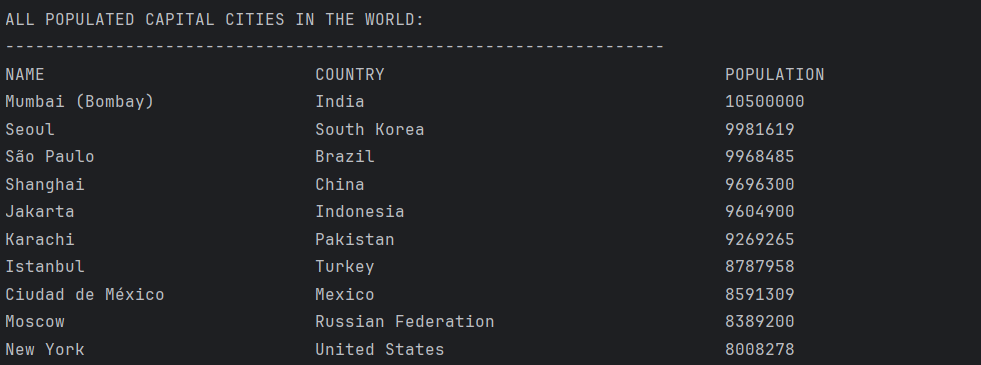 ALL POPULATED CAPITAL CITIES IN THE WORLD:
------------------------------------------------------------------
NAME COUNTRY POPULATION
Mumbai (Bombay) India 10500000
Seoul South Korea 9981619
São Paulo Brazil 9968485
Shanghai China 9696300
Jakarta Indonesia 9604900
Karachi Pakistan 9269265
Istanbul Turkey 8787958
Ciudad de México Mexico 8591309
Moscow Russian Federation 8389200
New York United States 8008278